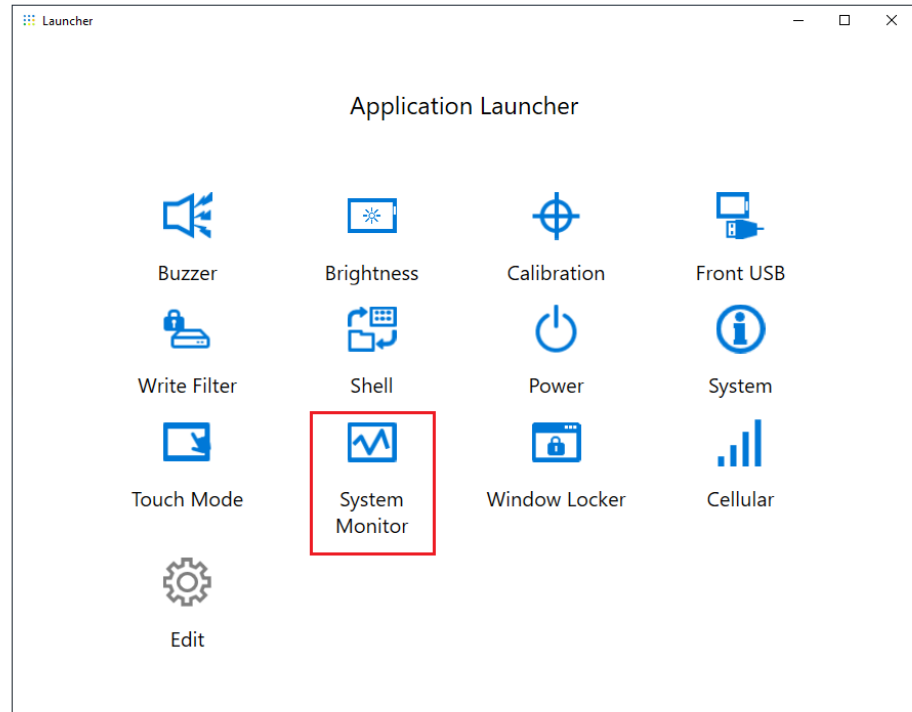 Launcher
Application Launcher
Buzzer
Brightness
Calibration
Front USB
Write Filter
Shell
Power
System
Touch Mode
System
Monitor
Window Locker
Cellular
Edit